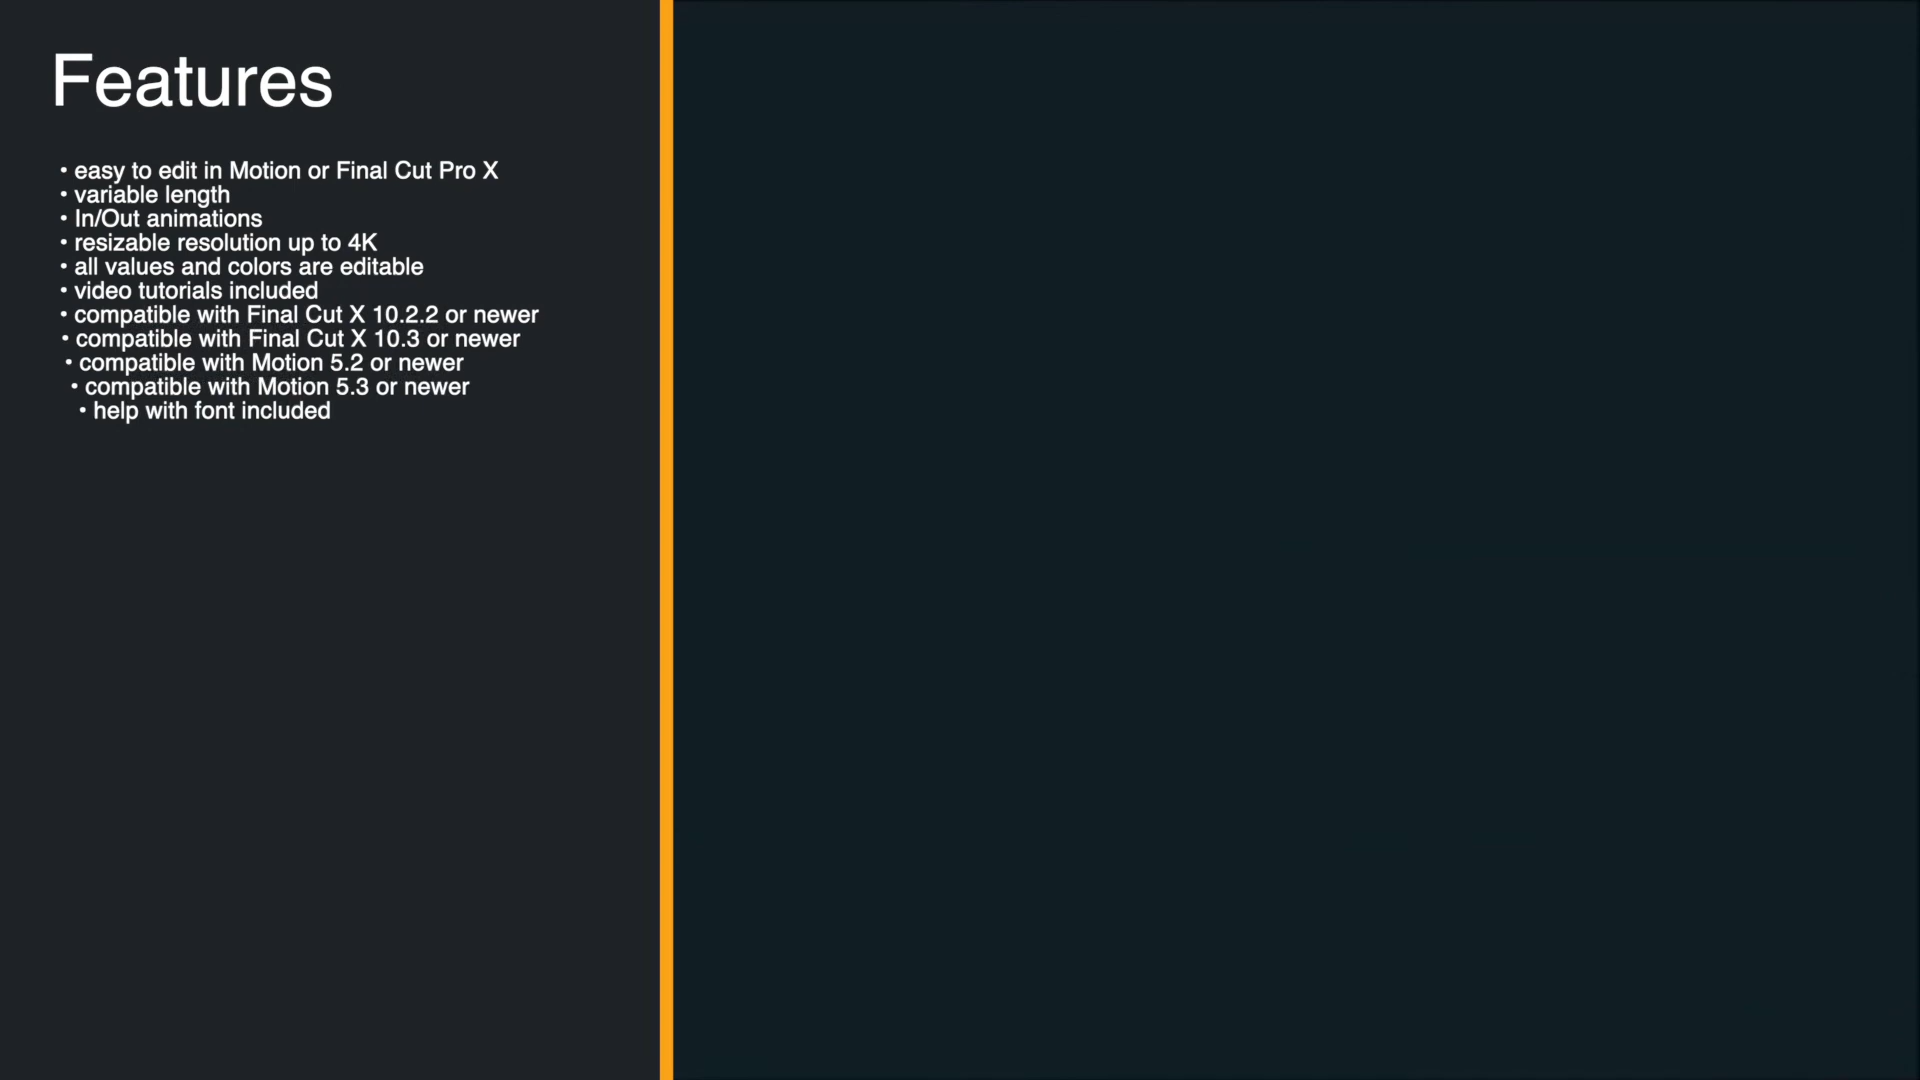 Features
• easy to edit in Motion or Final Cut Pro X
• variable length
• In/Out animations
• resizable resolution up to 4K
• all values and colors are editable
• video tutorials included
• compatible with Final Cut X 10.2.2 or newer
• compatible with Final Cut X 10.3 or newer
• compatible with Motion 5.2 or newer
• compatible with Motion 5.3 or newer
• help with font included